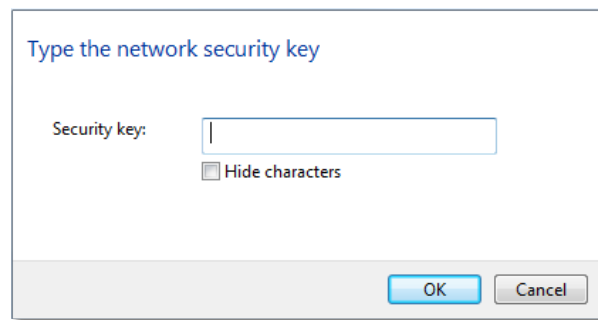 Type the network security key
Security key:
Hide characters
OK Cancel